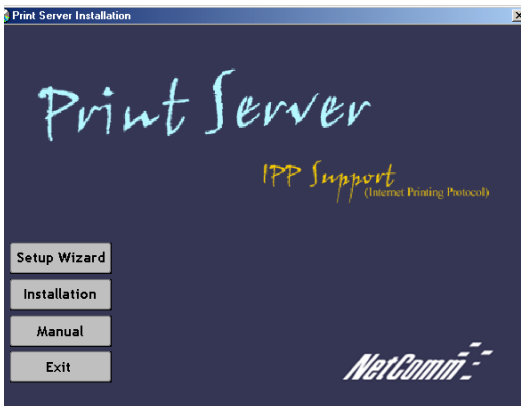 Print Server Installation
Print Server
IPP Support
(Internet Printing Protocol)
Setup Wizard
Installation
Manual
Exit
NetComm